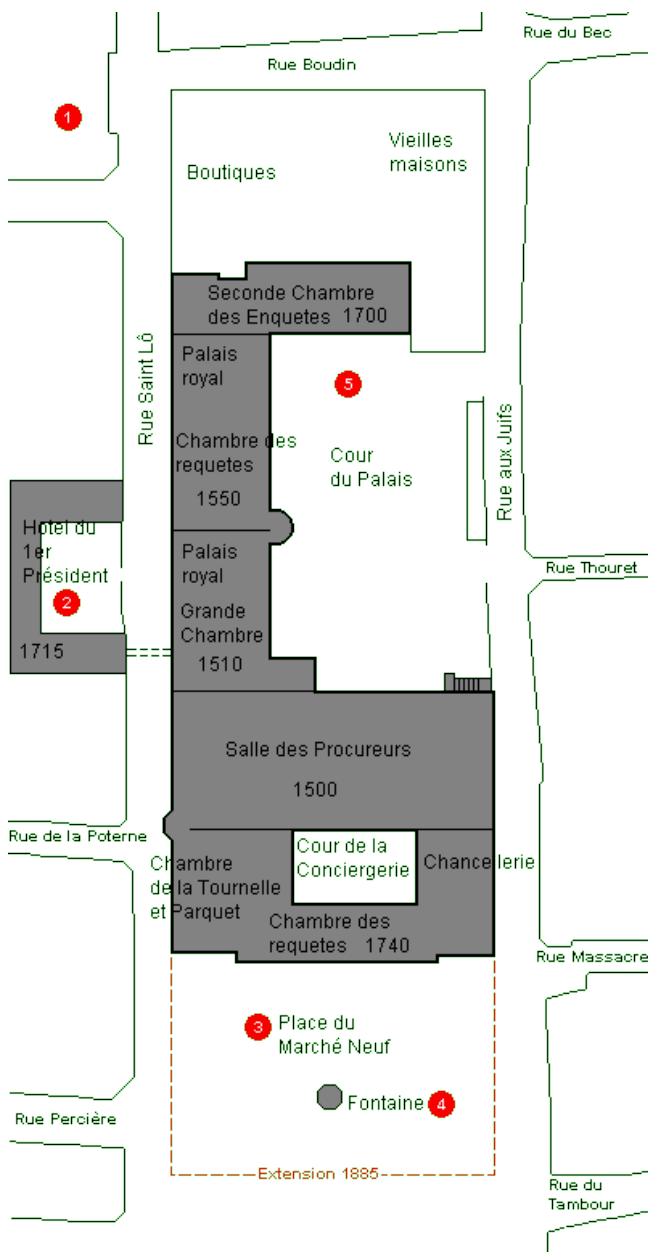 Rue du Bec
Rue Boudin
1
Vieilles
maisons
Boutiques
Seconde Chambre
des Enquetes 1700
Palais
royal
Rue Saint Lô
5
Chambre des
requetes
1550
Cour
du Palais
Rue aux Juifs
Hotel du
1er
Président
2
1715
Palais
royal
Rue Thouret
Grande
Chambre
1510
Salle des Procureurs
1500
Rue de la Poterne
Cour de la
Conciergerie
Chancellerie
Chambre
de la Tournelle
et Parquet
Chambre des
requetes 1740
Rue Massacre
3
Place du
Marché Neuf
Fontaine
4
Rue Percière
Extension 1885
Rue du
Tambour